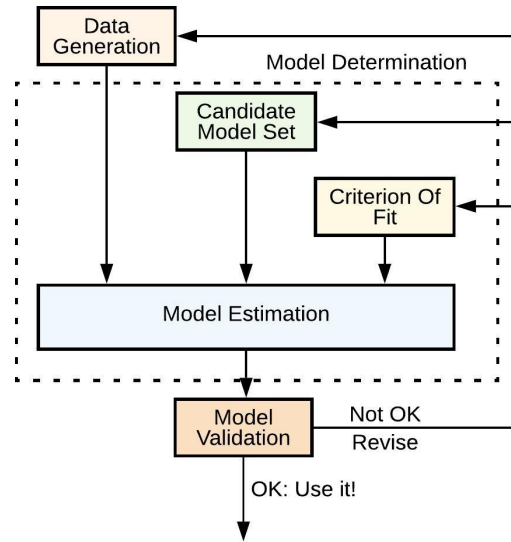 Data
Generation
Model Determination
Candidate
Model Set
Criterion Of
Fit
Model Estimation
Model
Validation
Not OK
Revise
OK: Use it!